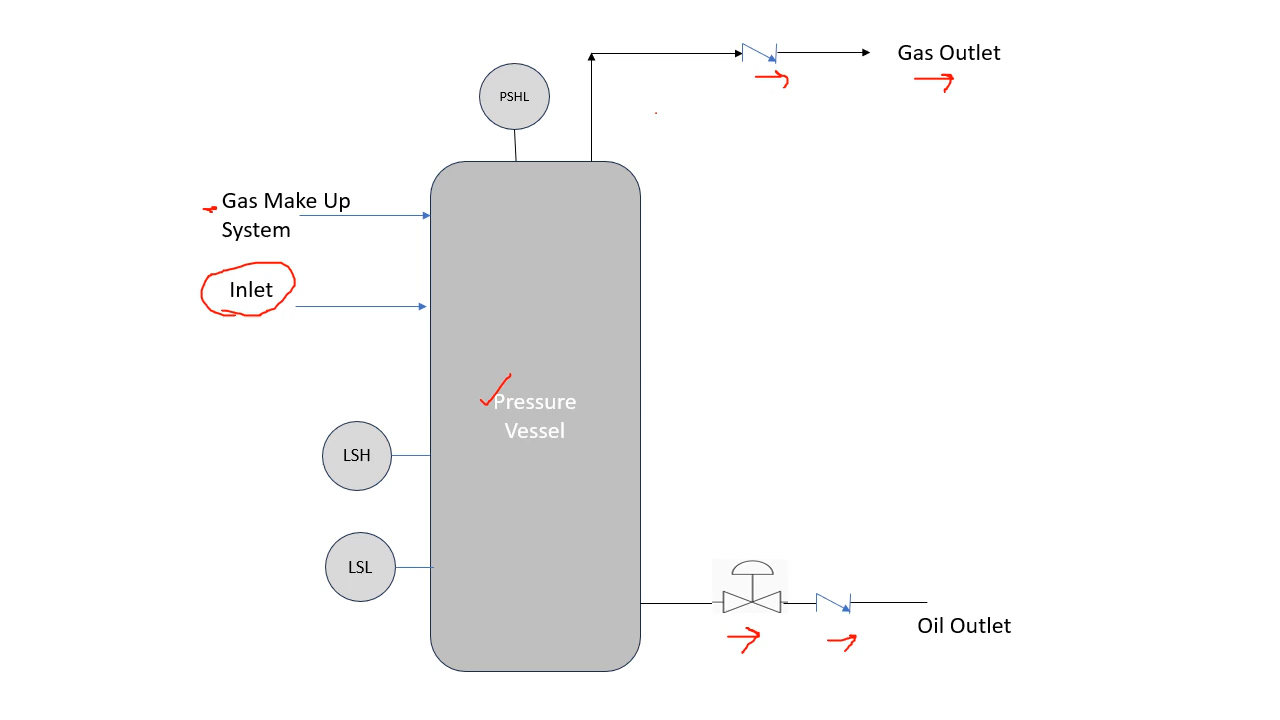 Gas Outlet
PSHL
Gas Make Up
System
Inlet
Pressure
Vessel
LSH
LSL
Oil Outlet